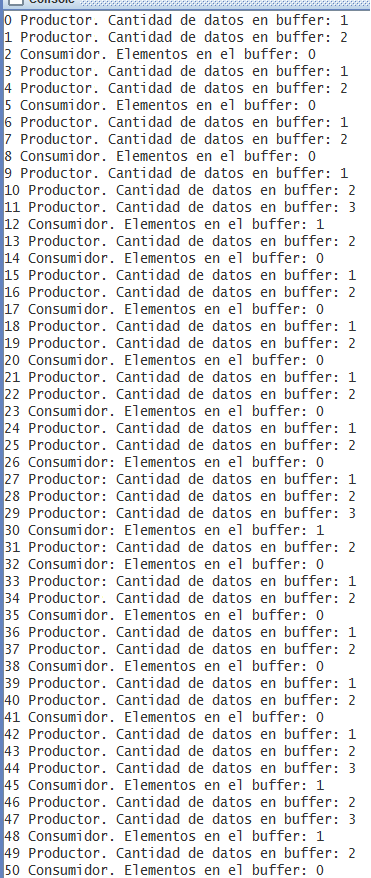 Console
0 Productor. Cantidad de datos en buffer: 1
1 Productor. Cantidad de datos en buffer: 2
2 Consumidor. Elementos en el buffer: 0
3 Productor. Cantidad de datos en buffer: 1
4 Productor. Cantidad de datos en buffer: 2
5 Consumidor. Elementos en el buffer: 0
6 Productor. Cantidad de datos en buffer: 1
7 Productor. Cantidad de datos en buffer: 2
8 Consumidor. Elementos en el buffer: 0
9 Productor. Cantidad de datos en buffer: 1
10 Productor. Cantidad de datos en buffer: 2
11 Productor. Cantidad de datos en buffer: 3
12 Consumidor. Elementos en el buffer: 1
13 Productor. Cantidad de datos en buffer: 2
14 Consumidor. Elementos en el buffer: 0
15 Productor. Cantidad de datos en buffer: 1
16 Productor. Cantidad de datos en buffer: 2
17 Consumidor. Elementos en el buffer: 0
18 Productor. Cantidad de datos en buffer: 1
19 Productor. Cantidad de datos en buffer: 2
20 Consumidor. Elementos en el buffer: 0
21 Productor. Cantidad de datos en buffer: 1
22 Productor. Cantidad de datos en buffer: 2
23 Consumidor. Elementos en el buffer: 0
24 Productor. Cantidad de datos en buffer: 1
25 Productor. Cantidad de datos en buffer: 2
26 Consumidor: Elementos en el buffer: 0
27 Productor: Cantidad de datos en buffer: 1
28 Productor: Cantidad de datos en buffer: 2
29 Productor: Cantidad de datos en buffer: 3
30 Consumidor: Elementos en el buffer: 1
31 Productor: Cantidad de datos en buffer: 2
32 Consumidor: Elementos en el buffer: 0
33 Productor: Cantidad de datos en buffer: 1
34 Productor. Cantidad de datos en buffer: 2
35 Consumidor. Elementos en el buffer: 0
36 Productor. Cantidad de datos en buffer: 1
37 Productor. Cantidad de datos en buffer: 2
38 Consumidor. Elementos en el buffer: 0
39 Productor. Cantidad de datos en buffer: 1
40 Productor. Cantidad de datos en buffer: 2
41 Consumidor. Elementos en el buffer: 0
42 Productor. Cantidad de datos en buffer: 1
43 Productor. Cantidad de datos en buffer: 2
44 Productor. Cantidad de datos en buffer: 3
45 Consumidor. Elementos en el buffer: 1
46 Productor. Cantidad de datos en buffer: 2
47 Productor. Cantidad de datos en buffer: 3
48 Consumidor. Elementos en el buffer: 1
49 Productor. Cantidad de datos en buffer: 2
50 Consumidor. Elementos en el buffer: 0